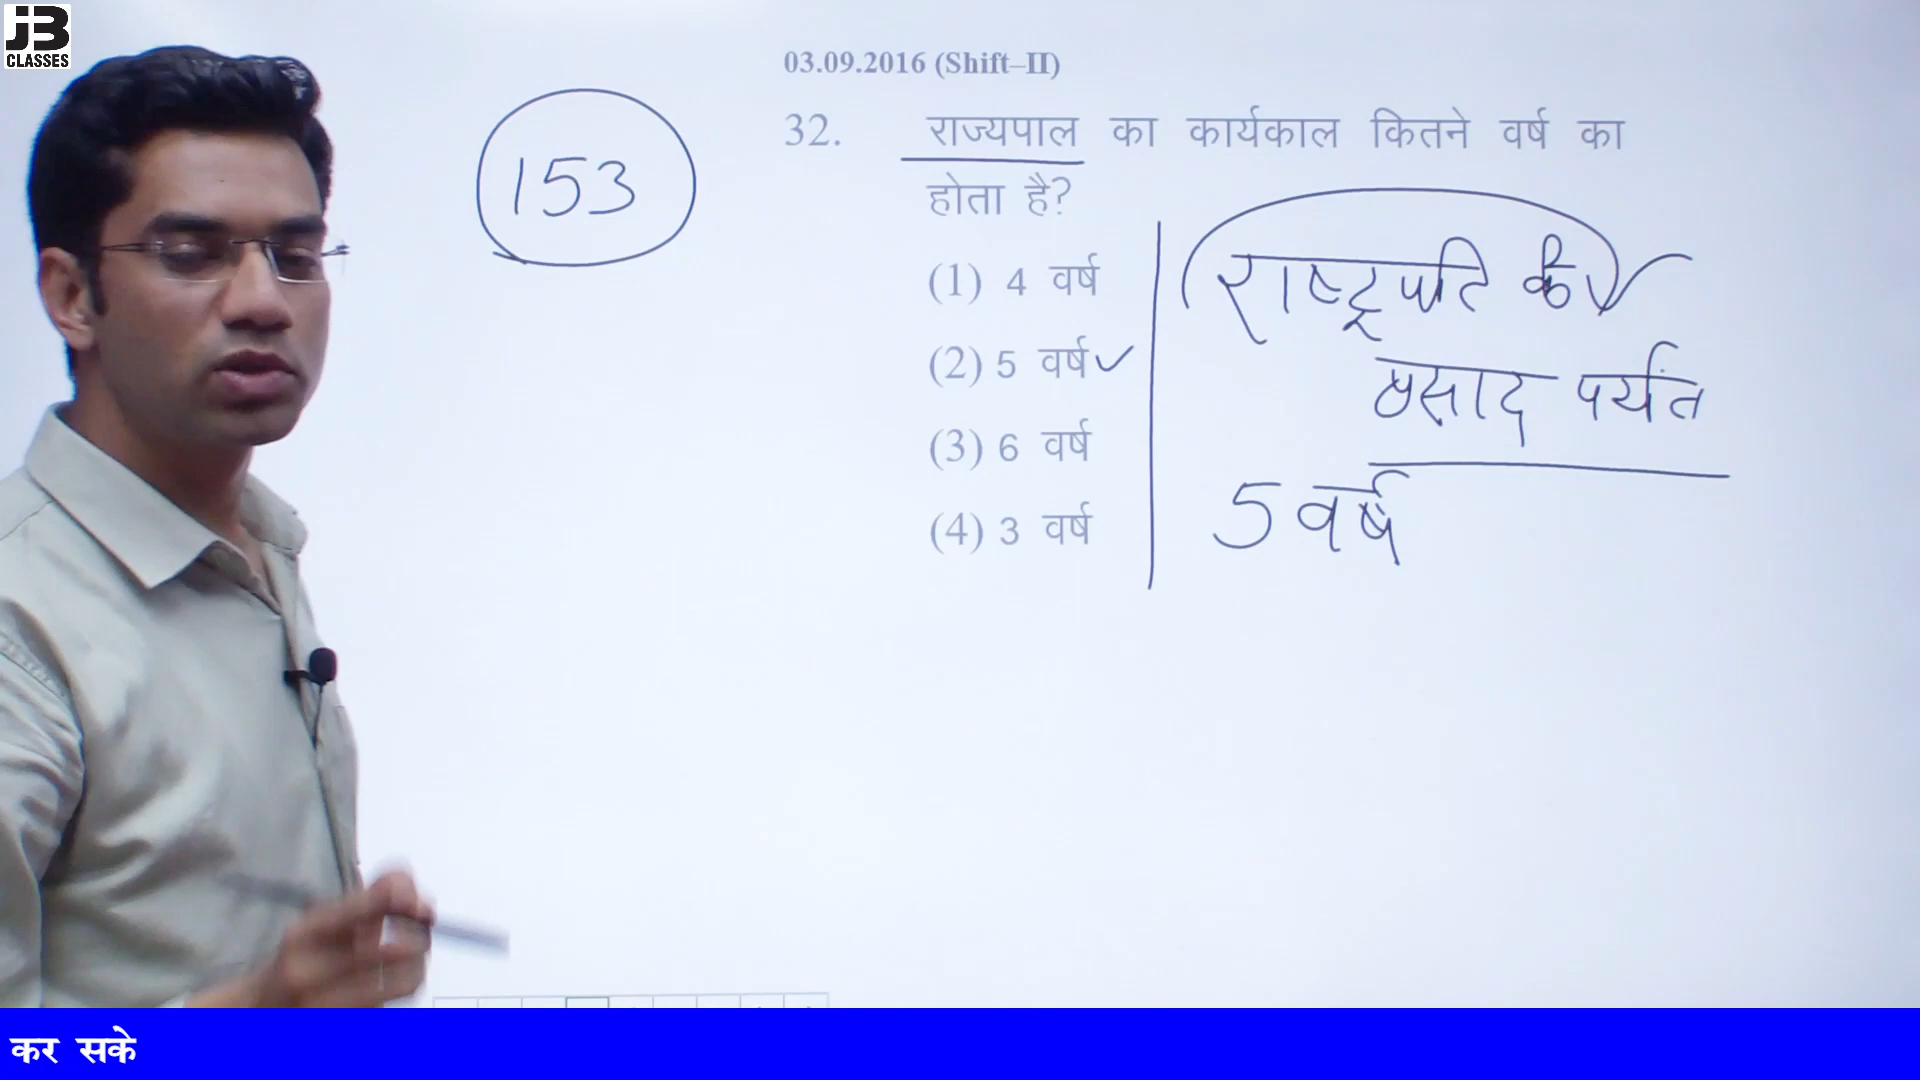 JB
CLASSES
03.09.2016 (Shift–II)
153
32. राज्यपाल का कार्यकाल कितने वर्ष का
होता है?
(1) 4 वर्ष
(2) 5 वर्ष
(3) 6 वर्ष
(4) 3 वर्ष
राष्ट्रपति के
प्रसाद पर्यंत
5 वर्ष
कर सके